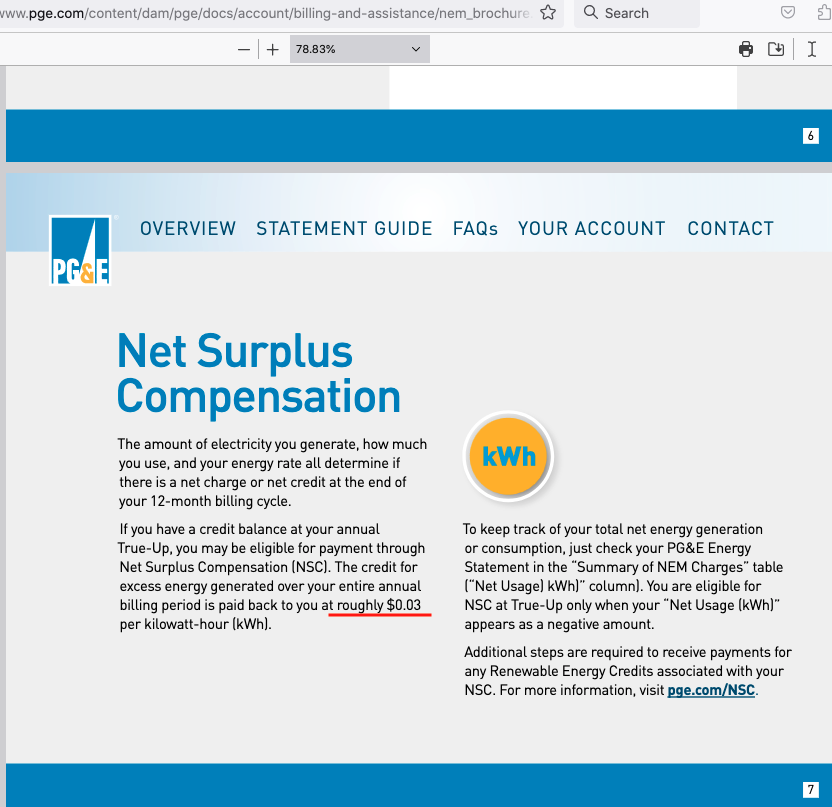 www.pge.com/content/dam/pge/docs/account/billing-and-assistance/nem_brochure.
Search
78.83%
6
PG&E
OVERVIEW STATEMENT GUIDE FAQs YOUR ACCOUNT CONTACT
Net Surplus
Compensation
The amount of electricity you generate, how much
you use, and your energy rate all determine if
there is a net charge or net credit at the end of
your 12-month billing cycle.
If you have a credit balance at your annual
True-Up, you may be eligible for payment through
Net Surplus Compensation (NSC). The credit for
excess energy generated over your entire annual
billing period is paid back to you at roughly $0.03
per kilowatt-hour (kWh).
kWh
To keep track of your total net energy generation
or consumption, just check your PG&E Energy
Statement in the “Summary of NEM Charges” table
(“Net Usage) kWh)” column). You are eligible for
NSC at True-Up only when your “Net Usage (kWh)”
appears as a negative amount.
Additional steps are required to receive payments for
any Renewable Energy Credits associated with your
NSC. For more information, visit pge.com/NSC.
7